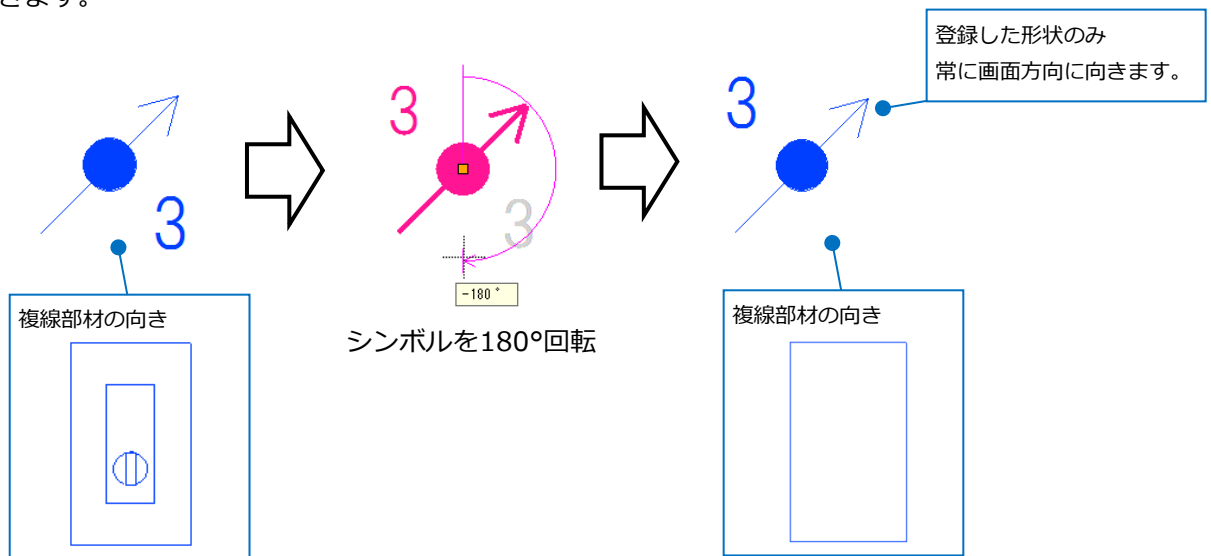 きます。
登録した形状のみ
常に画面方向に向きます。
3
3
3
3
-180 °
シンボルを180°回転
複線部材の向き
複線部材の向き